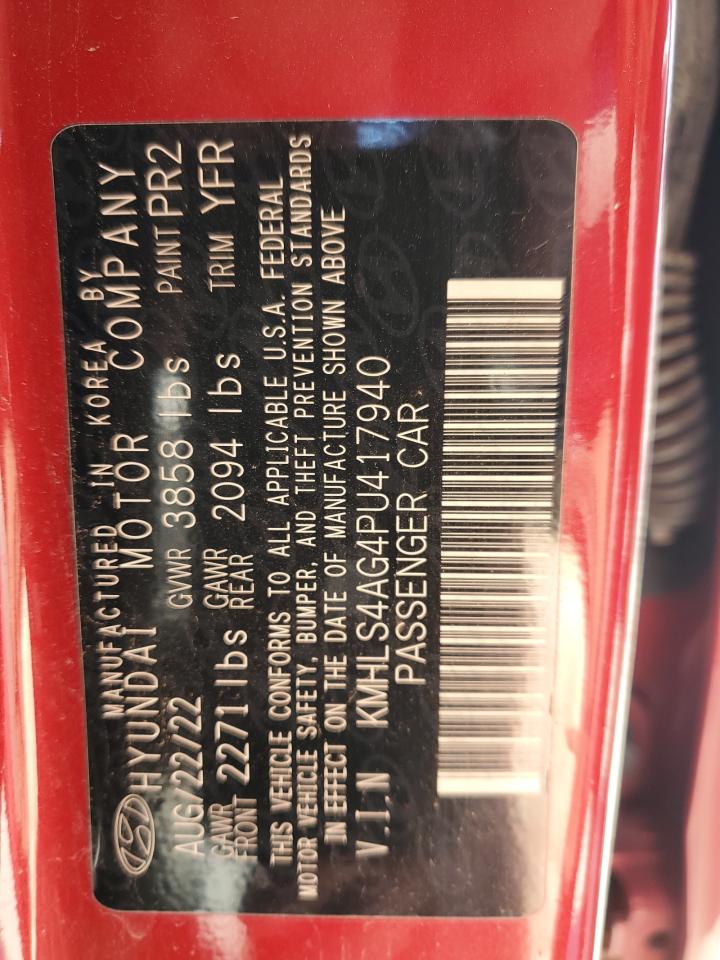 MANUFACTURED IN KOREA BY
HYUNDAI MOTOR COMPANY
AUG/22/22 GVWR 3858 lbs PAINT PR2
GAWR FRONT 2271 lbs GAWR REAR 2094 lbs TRIM YFR
THIS VEHICLE CONFORMS TO ALL APPLICABLE U.S.A. FEDERAL
MOTOR VEHICLE SAFETY, BUMPER, AND THEFT PREVENTION STANDARDS
IN EFFECT ON THE DATE OF MANUFACTURE SHOWN ABOVE
V.I.N KMHLS4AG4PU417940
PASSENGER CAR